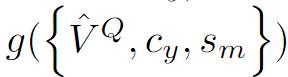 g({V̂^Q, c_y, s_m})